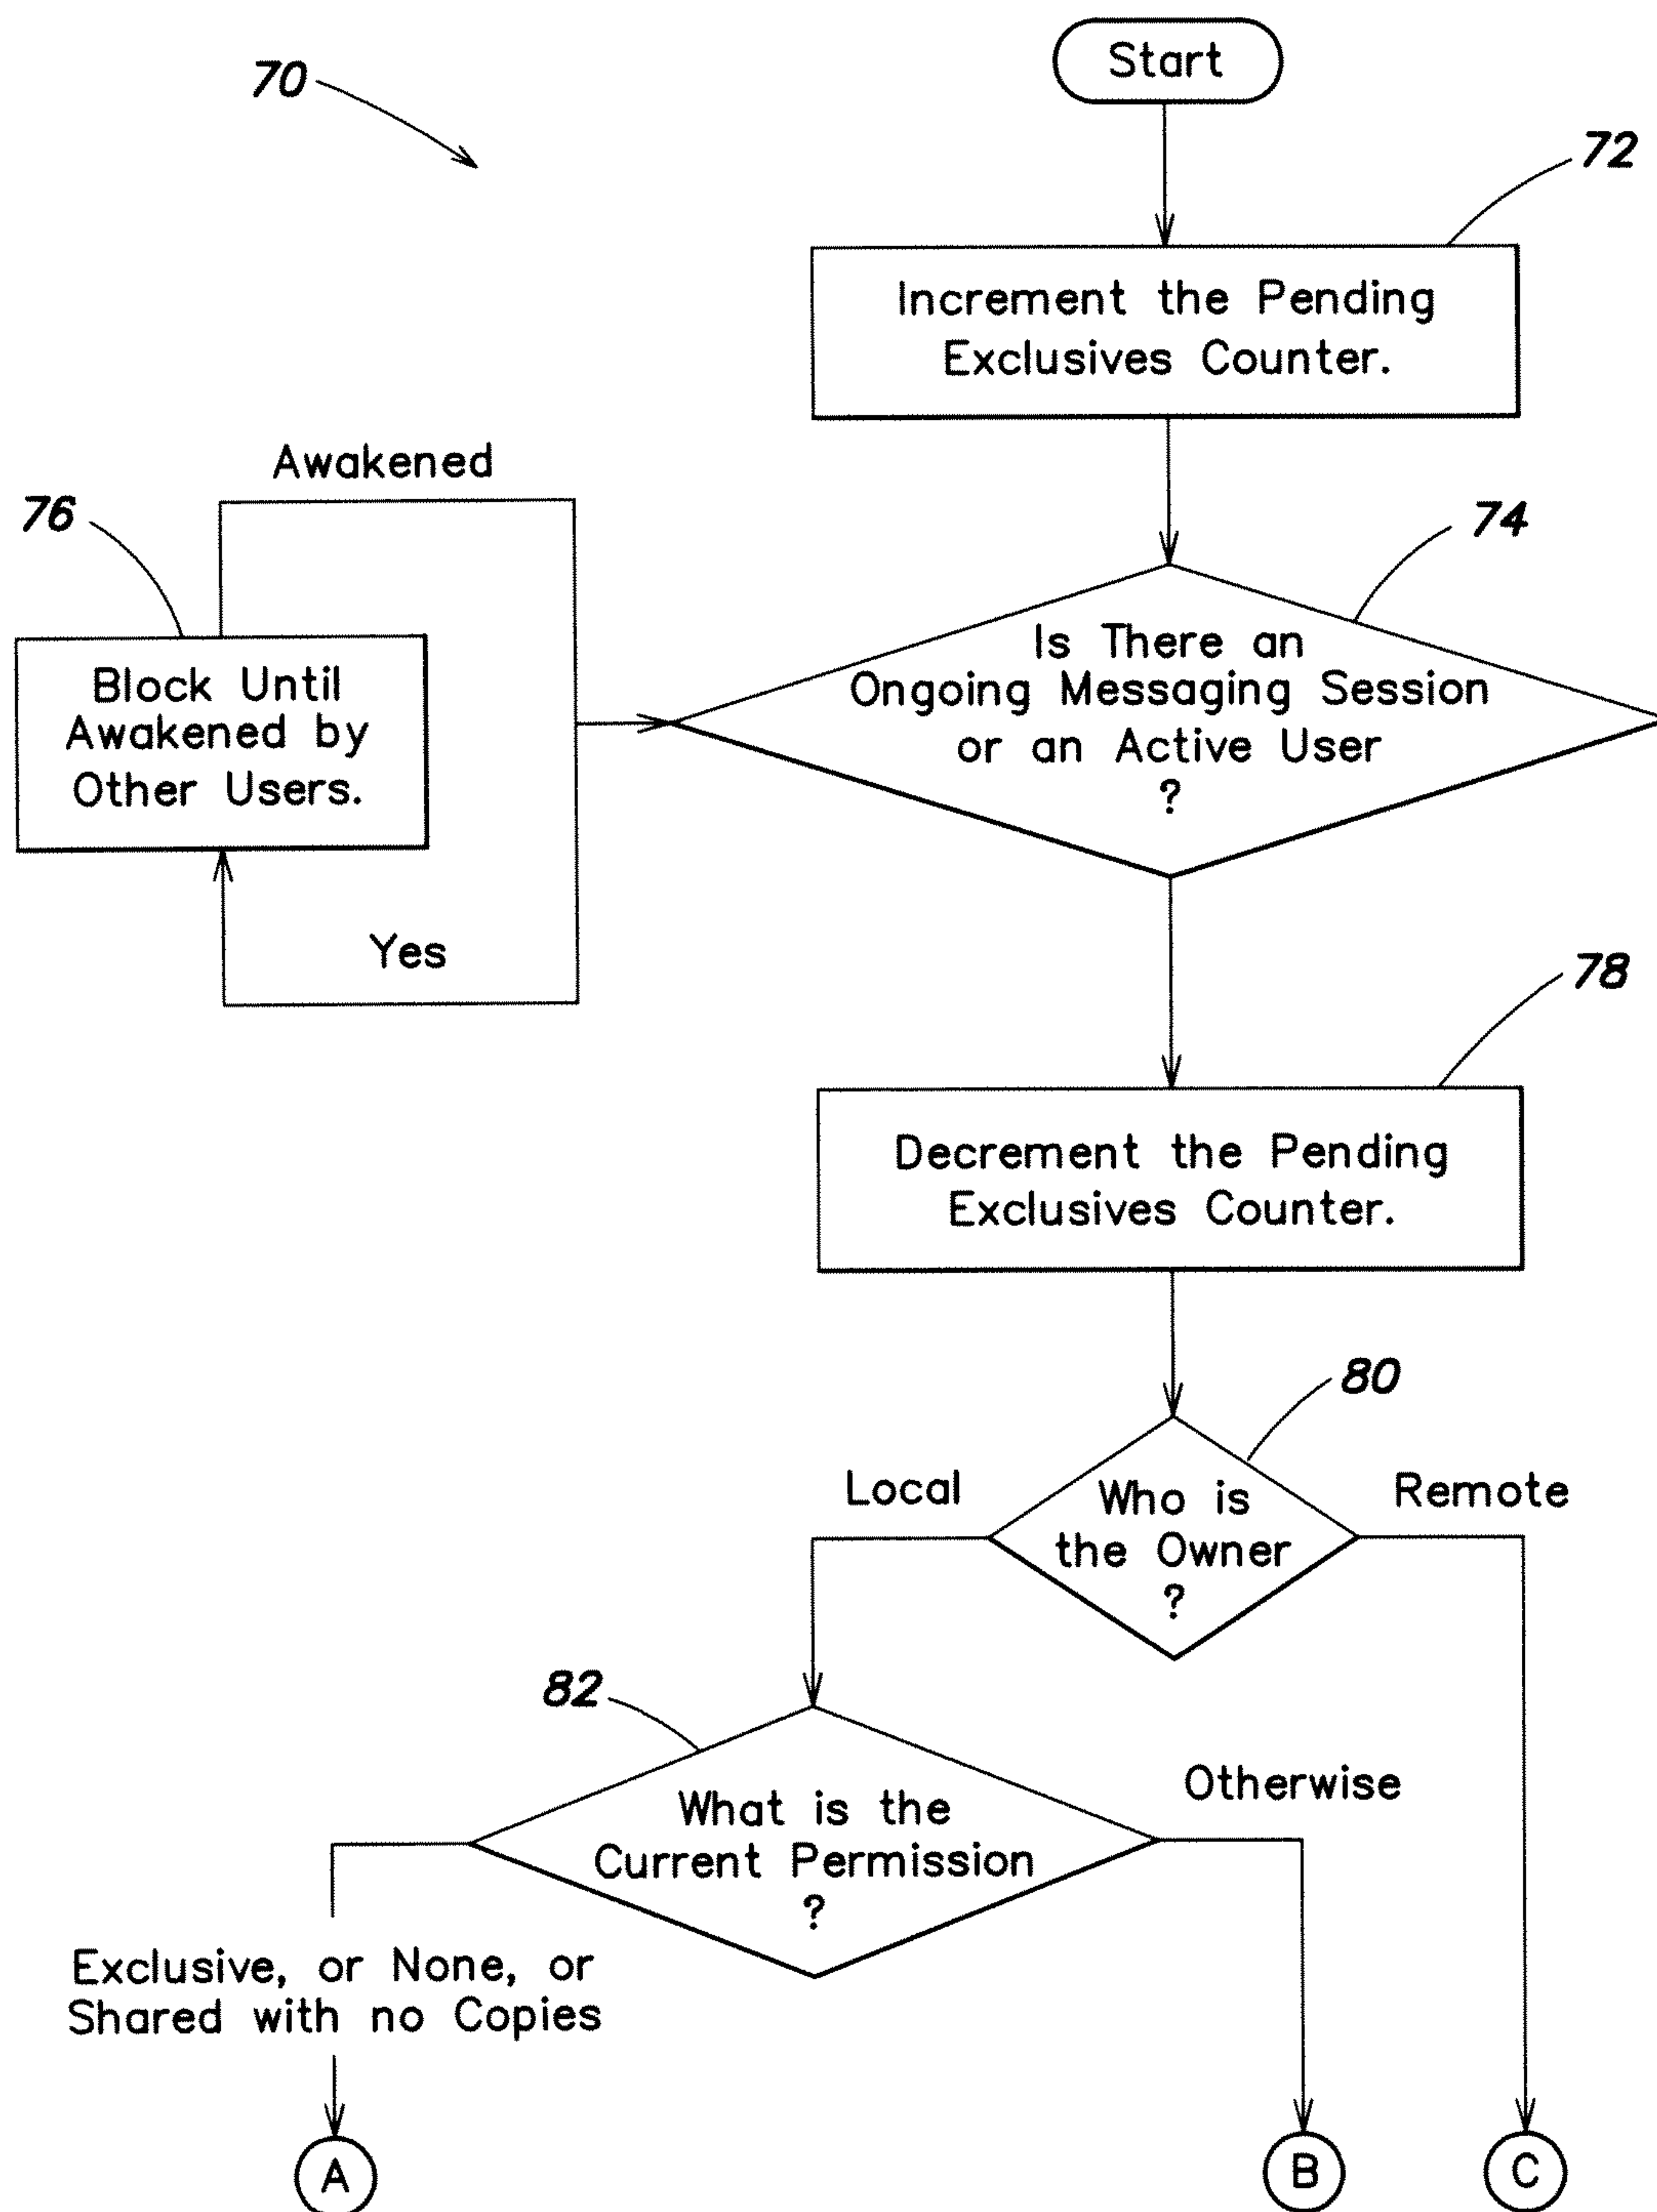 70
Start
72
Increment the Pending
Exclusives Counter.
Awakened
76
74
Block Until
Awakened by
Other Users.
Is There an
Ongoing Messaging Session
or an Active User
?
Yes
78
Decrement the Pending
Exclusives Counter.
80
Local
Who is
the Owner
?
Remote
82
What is the
Current Permission
?
Otherwise
Exclusive, or None, or
Shared with no Copies
A
B
C